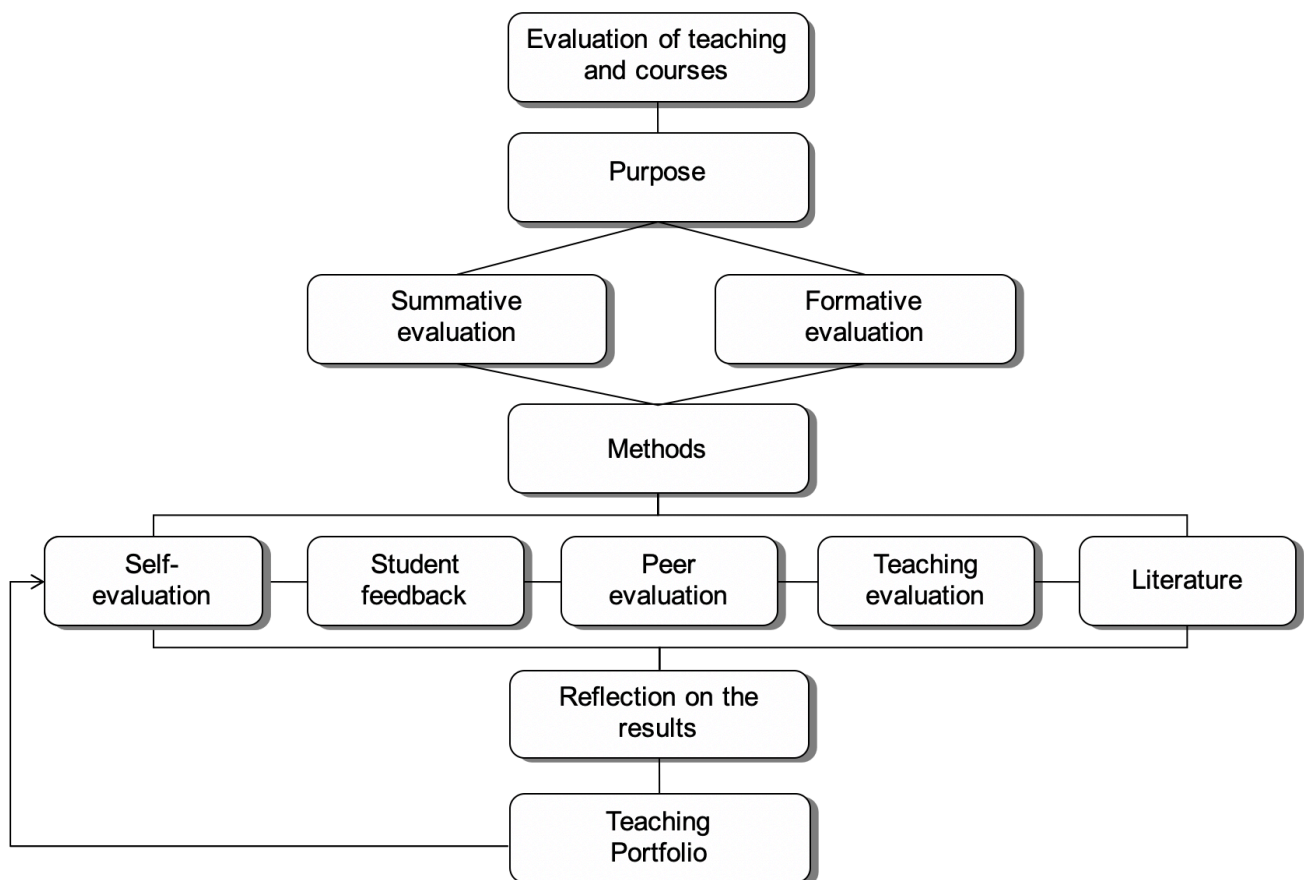 Evaluation of teaching
and courses
Purpose
Summative
evaluation
Formative
evaluation
Methods
Self-
evaluation
Student
feedback
Peer
evaluation
Teaching
evaluation
Literature
Reflection on the
results
Teaching
Portfolio